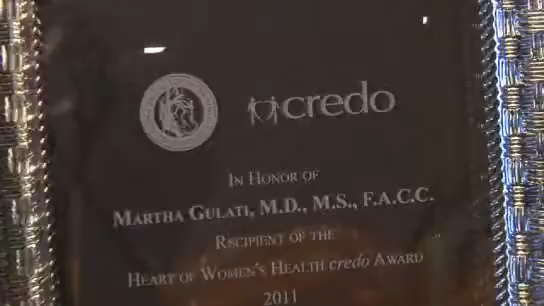 credo
IN HONOR OF
MARTHA GULATI, M.D., M.S., F.A.C.C.
RECIPIENT OF THE
HEART OF WOMEN'S HEALTH credo AWARD
2011